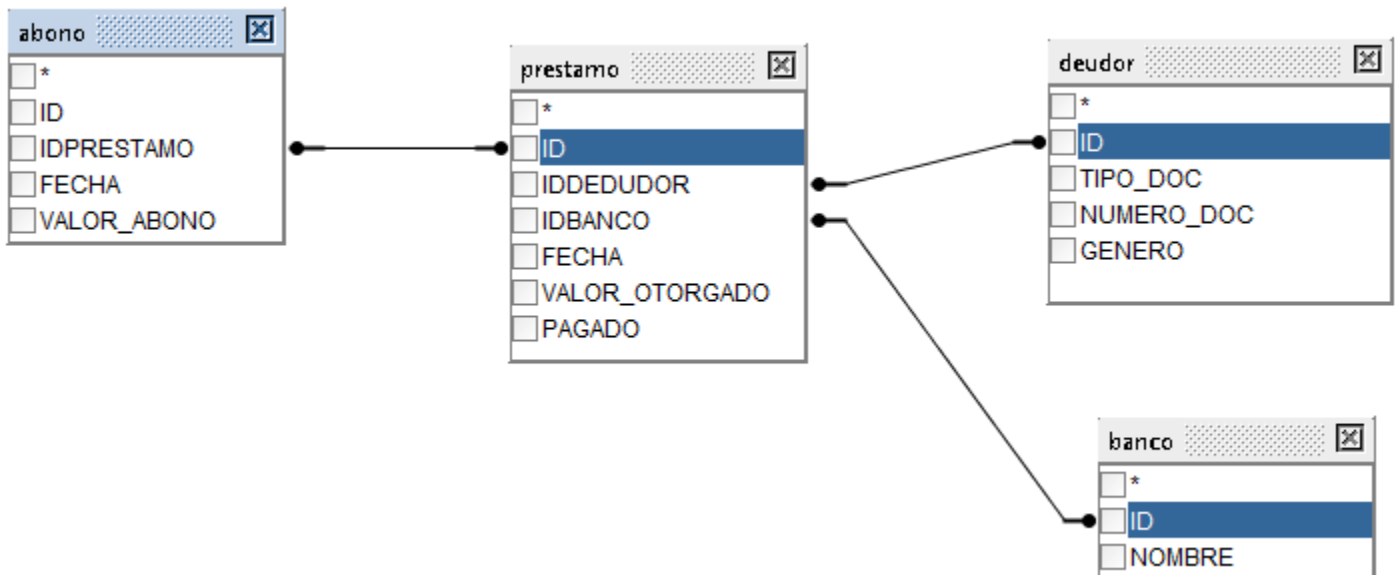 abono
*
ID
IDPRESTAMO
FECHA
VALOR_ABONO
prestamo
*
ID
IDDEDUDOR
IDBANCO
FECHA
VALOR_OTORGADO
PAGADO
deudor
*
ID
TIPO_DOC
NUMERO_DOC
GENERO
banco
*
ID
NOMBRE